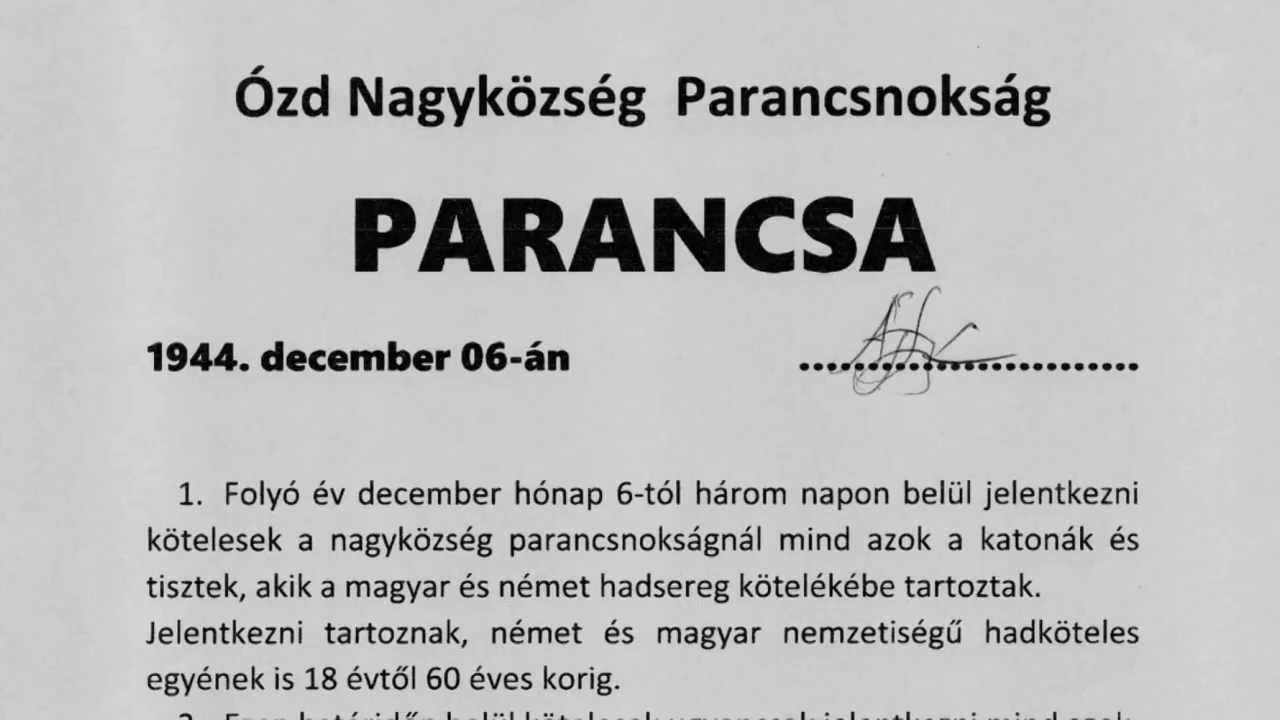 Ózd Nagyközség Parancsnokság
PARANCSA
1944. december 06-án
1. Folyó év december hónap 6-tól három napon belül jelentkezni
kötelesek a nagyközség parancsnokságnál mind azok a katonák és
tisztek, akik a magyar és német hadsereg kötelékébe tartoztak.
Jelentkezni tartoznak, német és magyar nemzetiségű hadköteles
egyének is 18 évtől 60 éves korig.